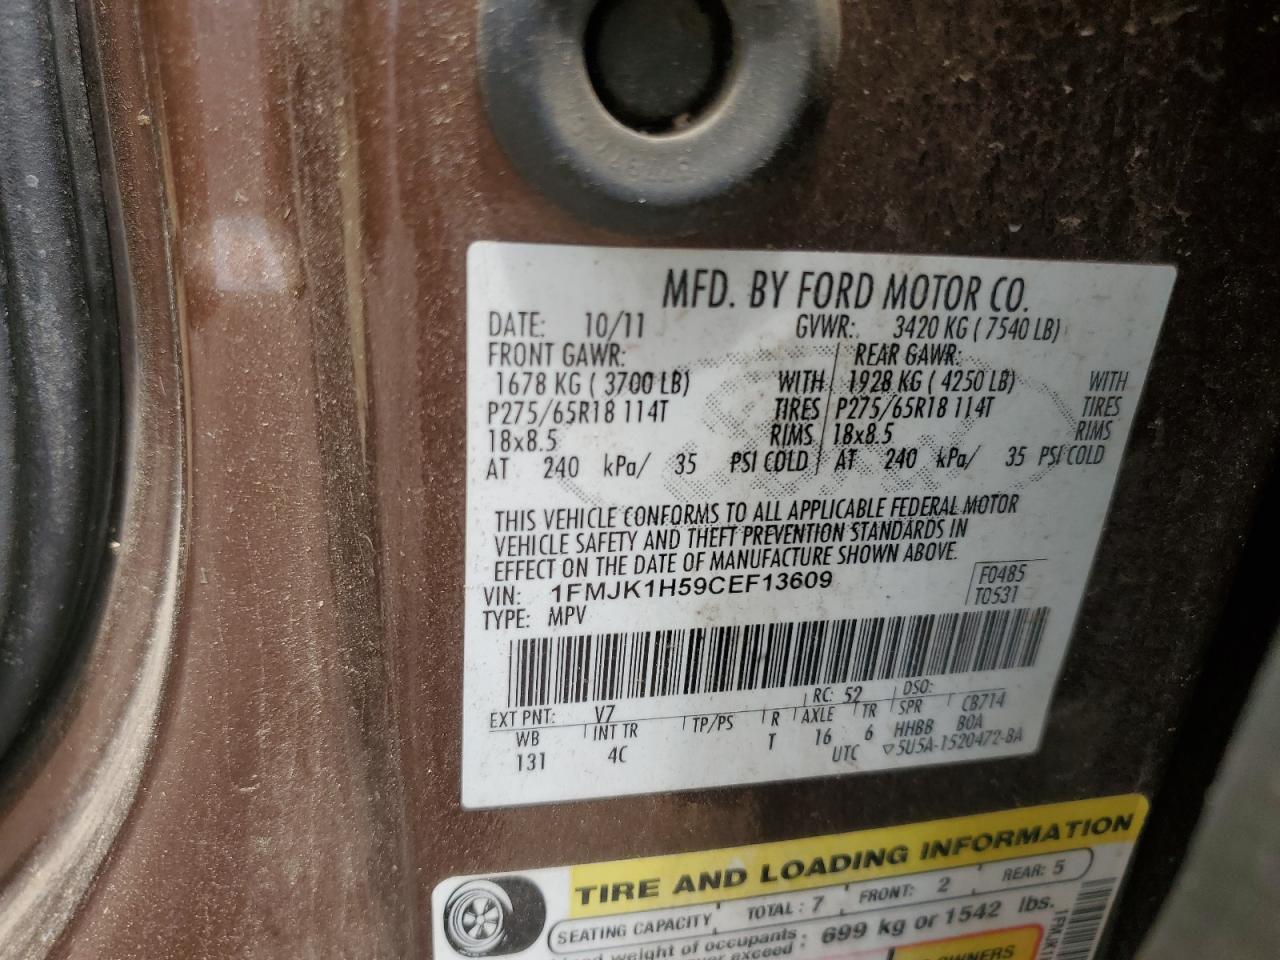 MFD. BY FORD MOTOR CO.
DATE: 10/11 GVWR: 3420 KG ( 7540 LB)
FRONT GAWR: REAR GAWR:
1678 KG ( 3700 LB) WITH 1928 KG ( 4250 LB) WITH
P275/65R18 114T TIRES P275/65R18 114T TIRES
18x8.5 RIMS 18x8.5 RIMS
AT 240 kPa/ 35 PSI COLD AT 240 kPa/ 35 PSI COLD
THIS VEHICLE CONFORMS TO ALL APPLICABLE FEDERAL MOTOR
VEHICLE SAFETY AND THEFT PREVENTION STANDARDS IN
EFFECT ON THE DATE OF MANUFACTURE SHOWN ABOVE.
VIN: 1FMJK1H59CEF13609 F0485
TYPE: MPV T0531
EXT PNT: V7 RC: 52 DSO:
WB INT TR TP/PS R AXLE TR SPR CB714
131 4C T 16 6 HHBB BOA
UTC ▽5U5A-1520472-BA
TIRE AND LOADING INFORMATION
SEATING CAPACITY TOTAL : 7 FRONT: 2 REAR: 5
weight of occupants
exceed : 699 kg or 1542 lbs.
OWNERS